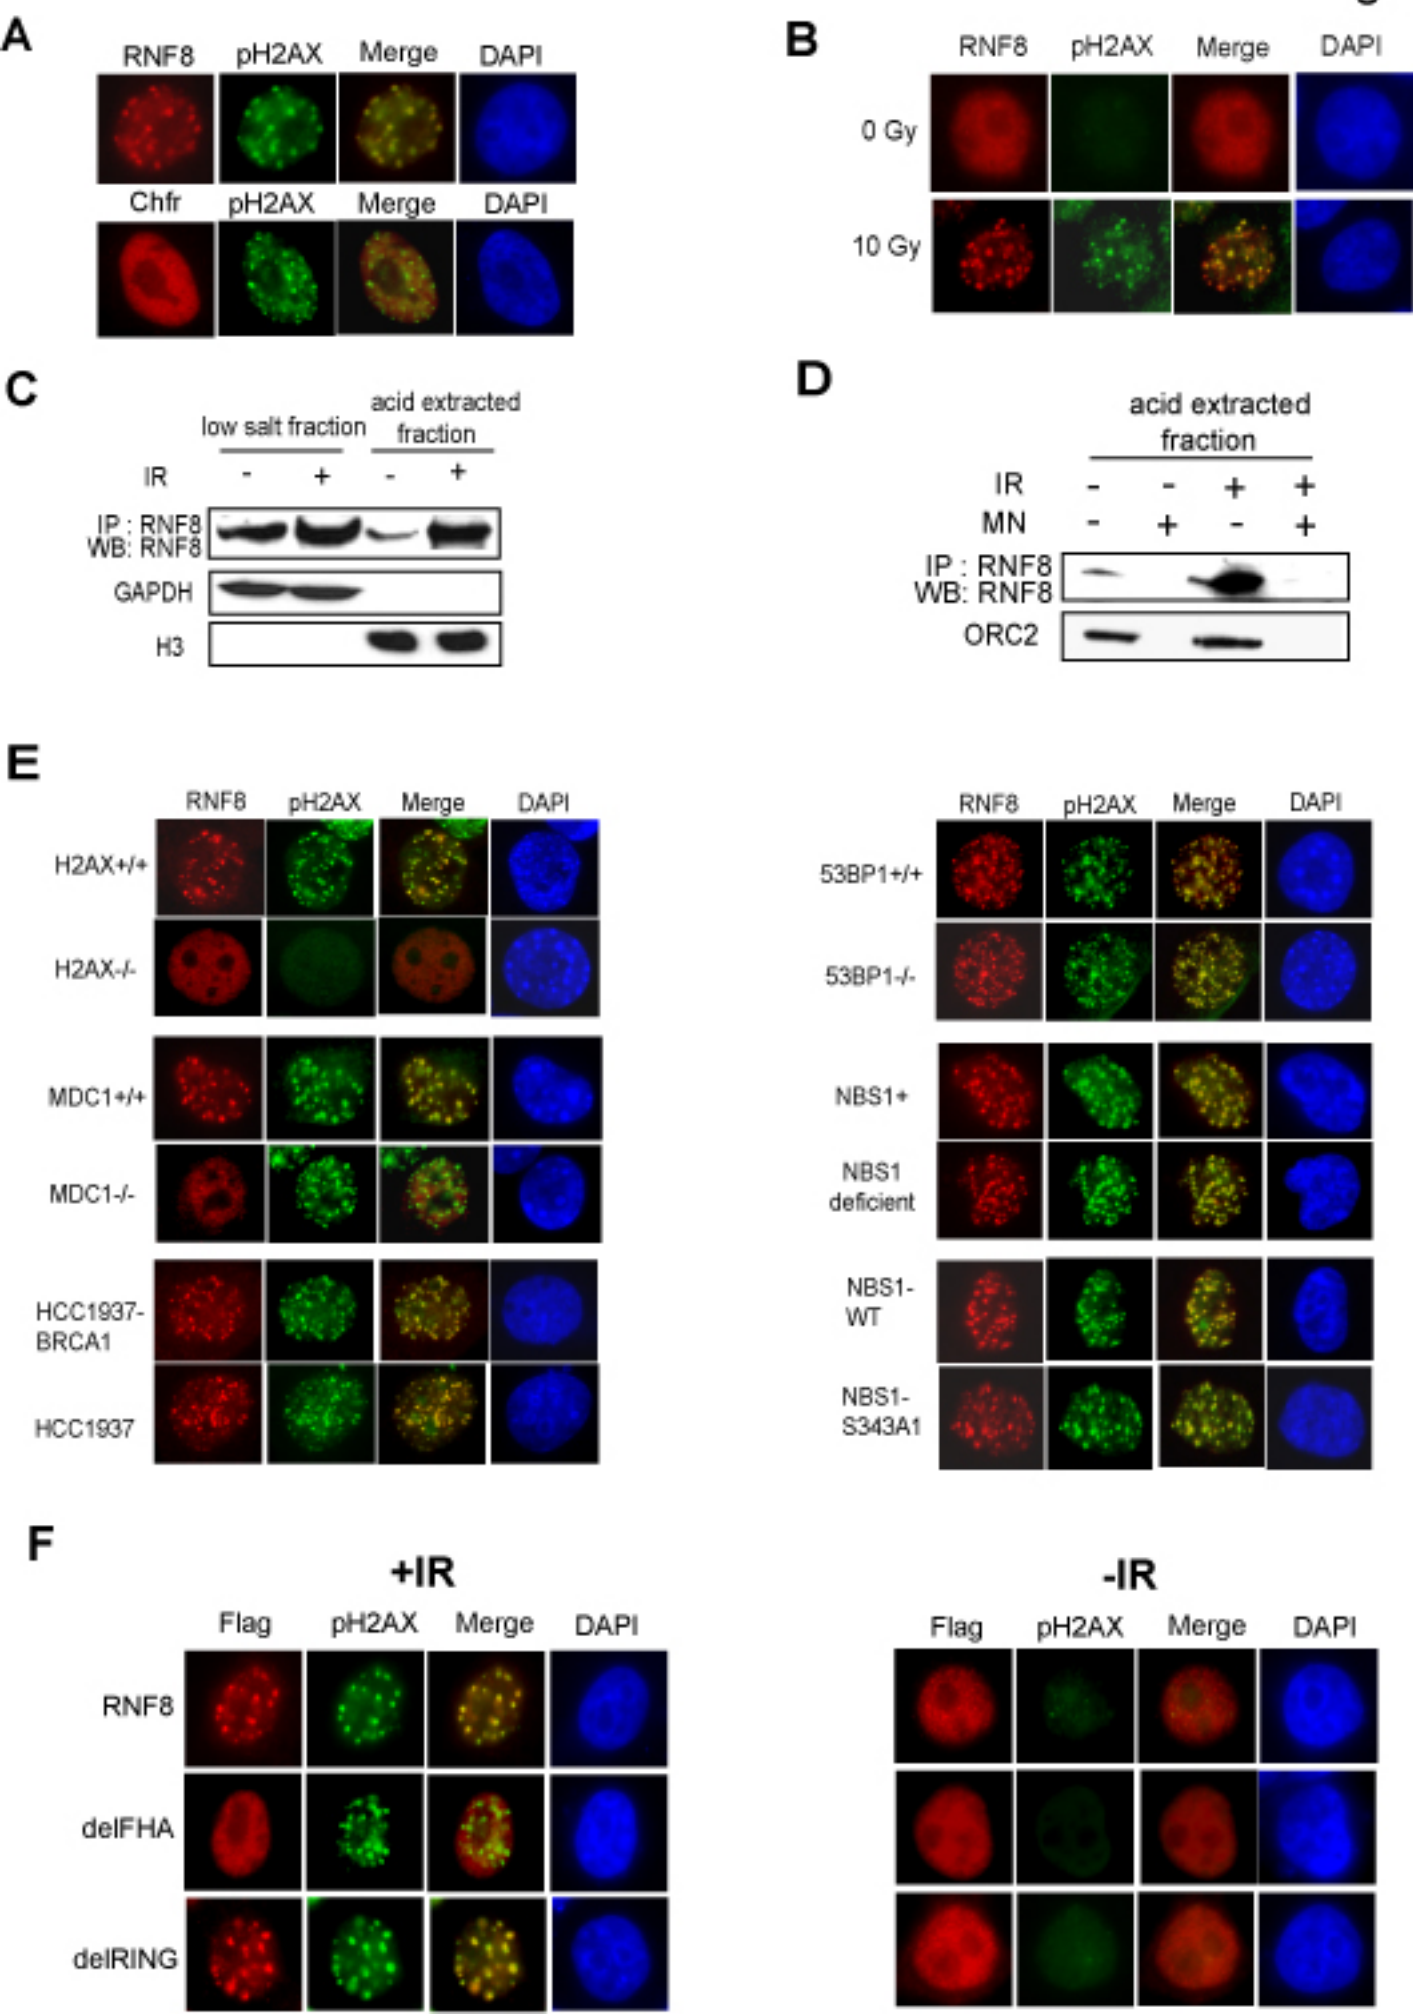 A
RNF8 pH2AX Merge DAPI
Chfr pH2AX Merge DAPI
B
RNF8 pH2AX Merge DAPI
0 Gy
10 Gy
C
low salt fraction
acid extracted
fraction
IR - + - +
IP : RNF8
WB: RNF8
GAPDH
H3
D
acid extracted
fraction
IR - - + +
MN - + - +
IP : RNF8
WB: RNF8
ORC2
E
RNF8 pH2AX Merge DAPI
H2AX+/+
H2AX-/-
MDC1+/+
MDC1-/-
HCC1937-
BRCA1
HCC1937
RNF8 pH2AX Merge DAPI
53BP1+/+
53BP1-/-
NBS1+
NBS1
deficient
NBS1-
WT
NBS1-
S343A1
F
+IR
Flag pH2AX Merge DAPI
RNF8
delFHA
delRING
-IR
Flag pH2AX Merge DAPI